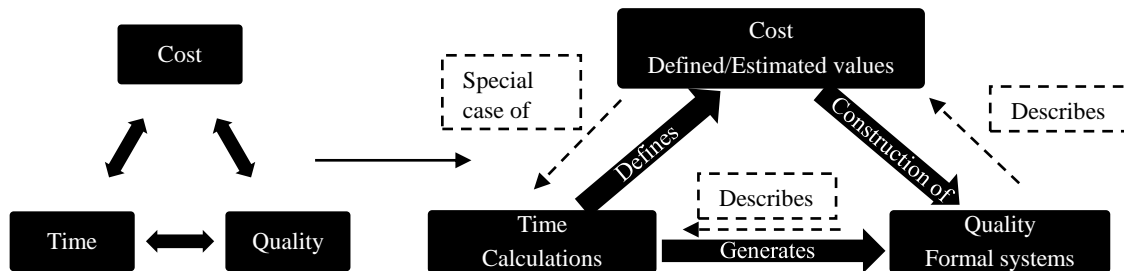 Cost
Time
Quality
Cost
Defined/Estimated values
Special
case of
Defines
Construction of
Describes
Describes
Time
Calculations
Generates
Quality
Formal systems